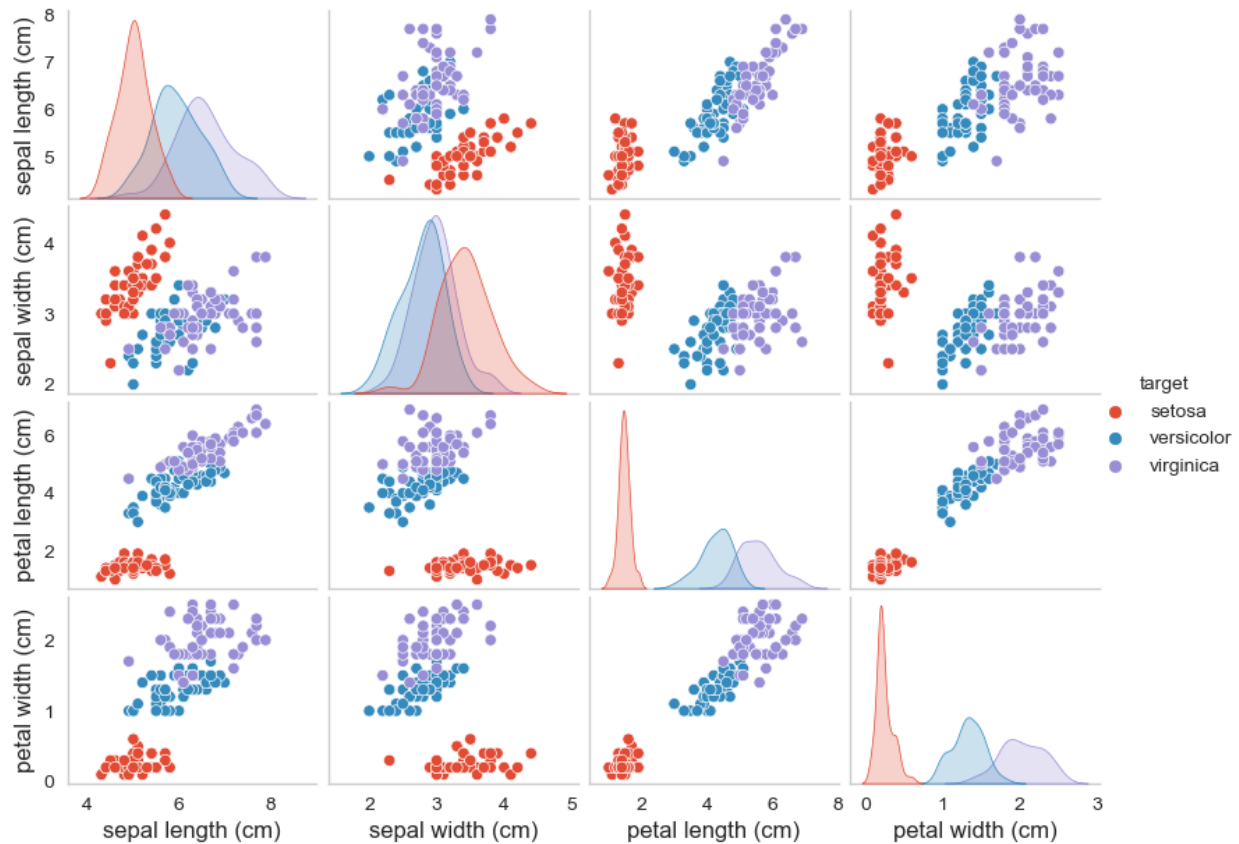 8
7
6
5
sepal length (cm)
4
3
2
sepal width (cm)
6
4
2
petal length (cm)
2
1
0
petal width (cm)
4 6 8
2 3 4 5
2 4 6 8
0 1 2 3
sepal length (cm)
sepal width (cm)
petal length (cm)
petal width (cm)
target
setosa
versicolor
virginica